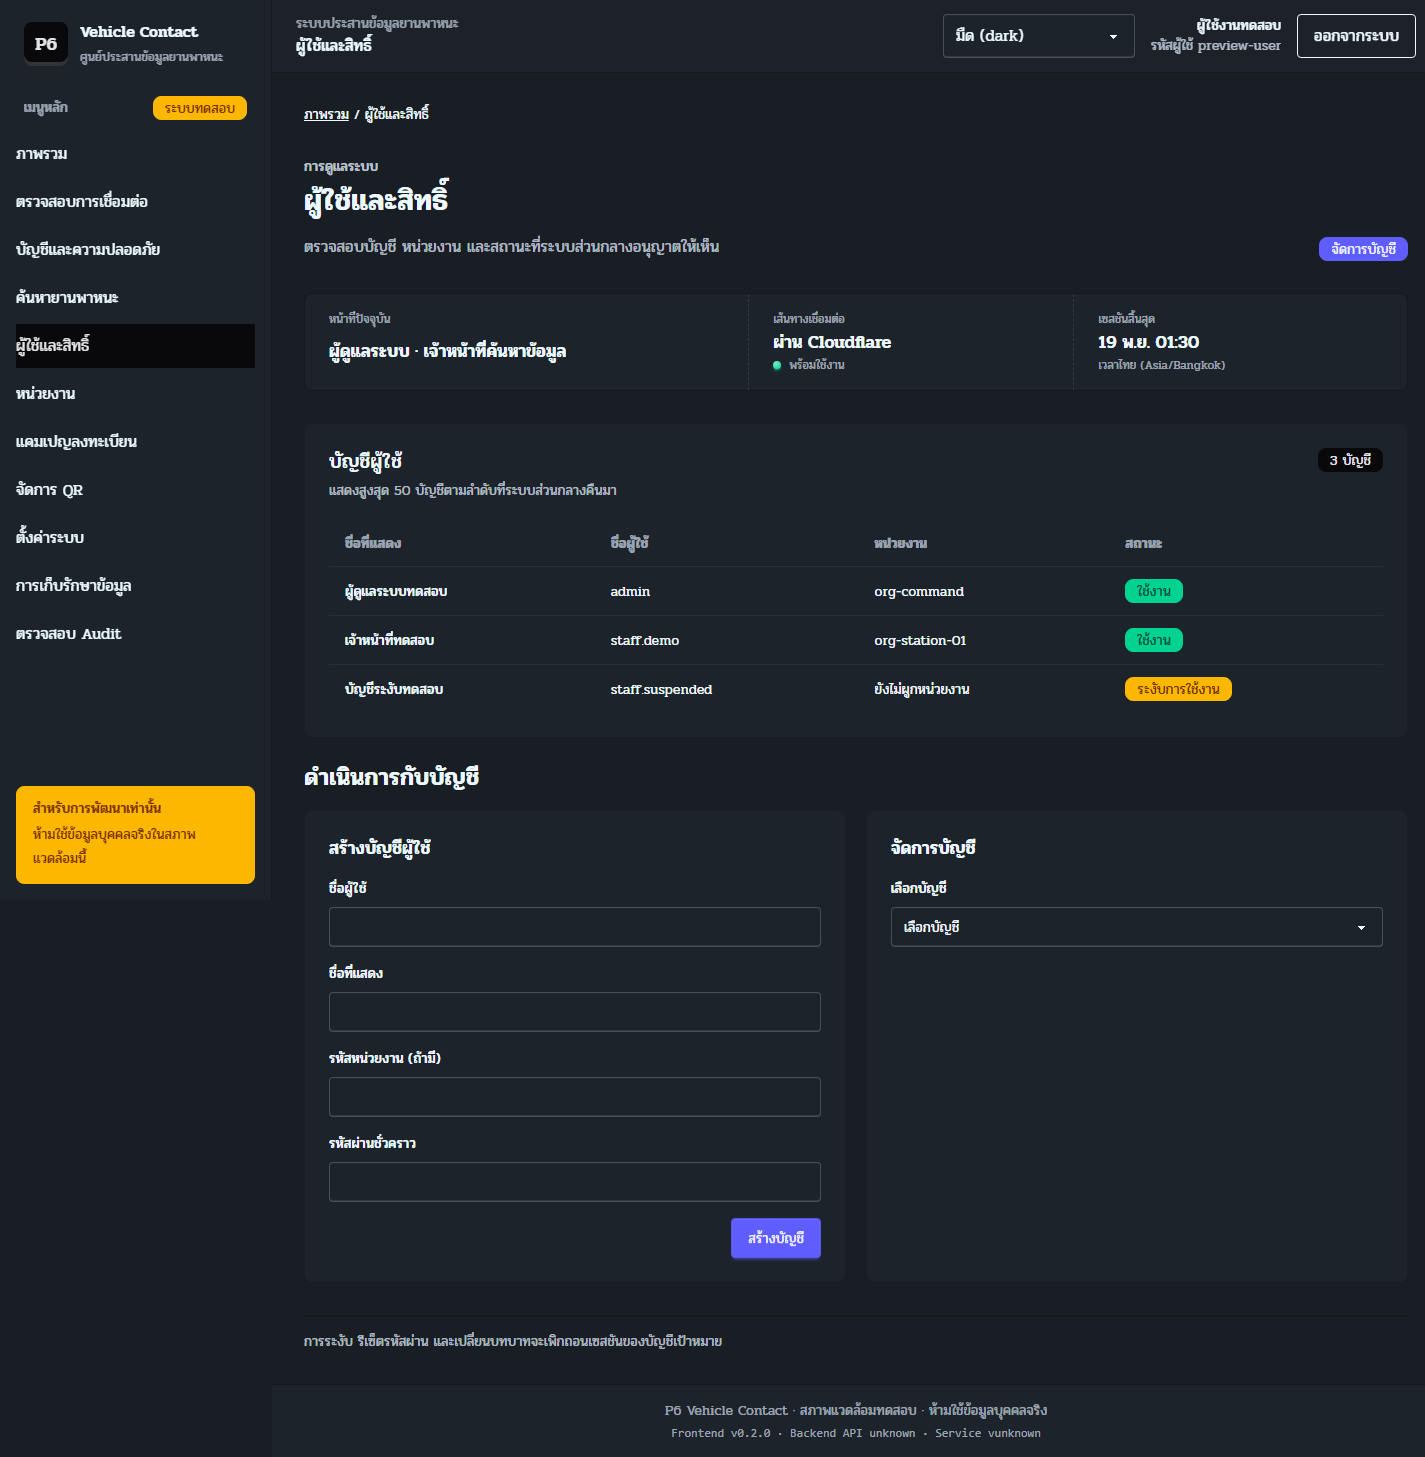 P6
Vehicle Contact
ศูนย์ประสานข้อมูลยานพาหนะ
เมนูหลัก
ระบบทดสอบ
ภาพรวม
ตรวจสอบการเชื่อมต่อ
บัญชีและความปลอดภัย
ค้นหายานพาหนะ
ผู้ใช้และสิทธิ์
หน่วยงาน
แคมเปญลงทะเบียน
จัดการ QR
ตั้งค่าระบบ
การเก็บรักษาข้อมูล
ตรวจสอบ Audit
สำหรับการพัฒนาเท่านั้น
ห้ามใช้ข้อมูลบุคคลจริงในสภาพ
แวดล้อมนี้
ระบบประสานข้อมูลยานพาหนะ
ผู้ใช้และสิทธิ์
มืด (dark)
ผู้ใช้งานทดสอบ
รหัสผู้ใช้ preview-user
ออกจากระบบ
ภาพรวม / ผู้ใช้และสิทธิ์
การดูแลระบบ
ผู้ใช้และสิทธิ์
ตรวจสอบบัญชี หน่วยงาน และสถานะที่ระบบส่วนกลางอนุญาตให้เห็น
จัดการบัญชี
หน้าที่ปัจจุบัน
ผู้ดูแลระบบ · เจ้าหน้าที่ค้นหาข้อมูล
เส้นทางเชื่อมต่อ
ผ่าน Cloudflare
พร้อมใช้งาน
เซสชันสิ้นสุด
19 พ.ย. 01:30
เวลาไทย (Asia/Bangkok)
บัญชีผู้ใช้
แสดงสูงสุด 50 บัญชีตามลำดับที่ระบบส่วนกลางคืนมา
3 บัญชี
ชื่อที่แสดง ชื่อผู้ใช้ หน่วยงาน สถานะ
ผู้ดูแลระบบทดสอบ admin org-command ใช้งาน
เจ้าหน้าที่ทดสอบ staff.demo org-station-01 ใช้งาน
บัญชีระงับทดสอบ staff.suspended ยังไม่ผูกหน่วยงาน ระงับการใช้งาน
ดำเนินการกับบัญชี
สร้างบัญชีผู้ใช้
ชื่อผู้ใช้
ชื่อที่แสดง
รหัสหน่วยงาน (ถ้ามี)
รหัสผ่านชั่วคราว
สร้างบัญชี
จัดการบัญชี
เลือกบัญชี
เลือกบัญชี
การระงับ รีเซ็ตรหัสผ่าน และเปลี่ยนบทบาทจะเพิกถอนเซสชันของบัญชีเป้าหมาย
P6 Vehicle Contact · สภาพแวดล้อมทดสอบ · ห้ามใช้ข้อมูลบุคคลจริง
Frontend v0.2.0 · Backend API unknown · Service vunknown